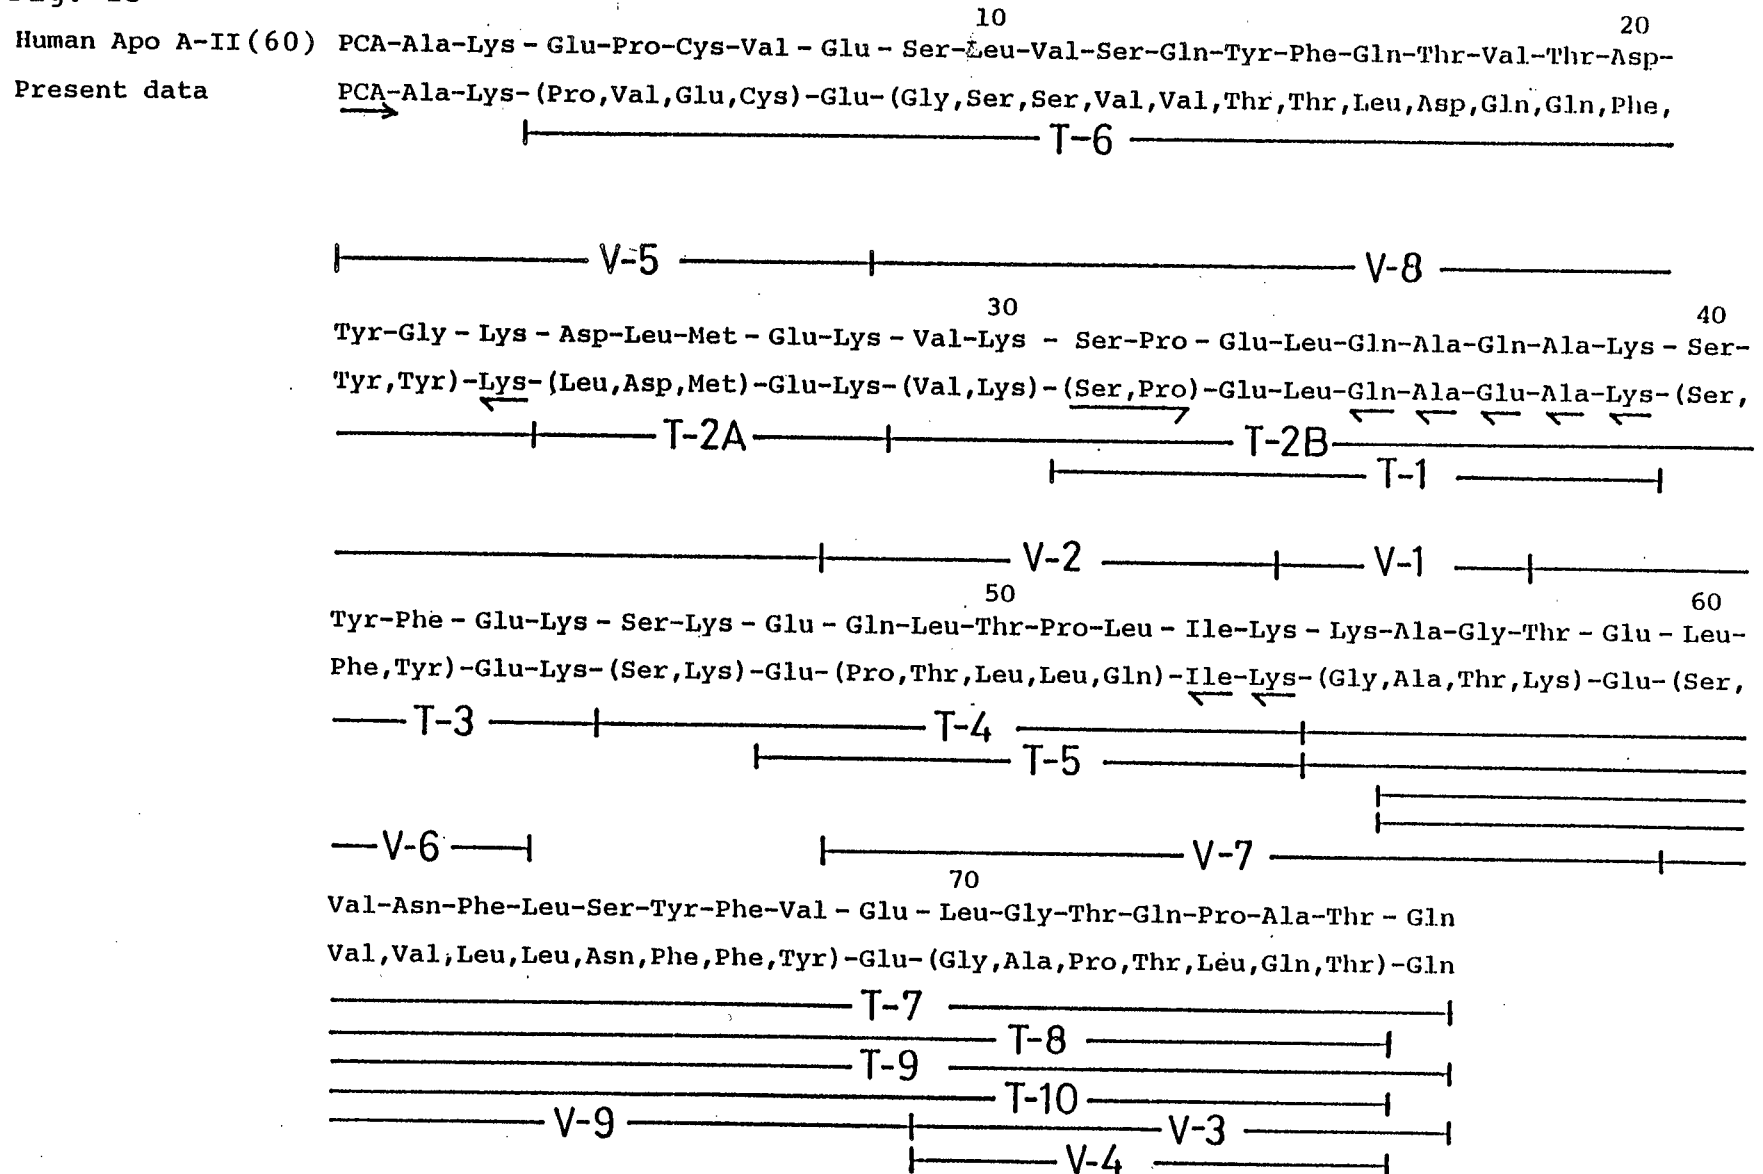 10 20
Human Apo A-II(60) PCA-Ala-Lys-Glu-Pro-Cys-Val-Glu-Ser-Leu-Val-Ser-Gln-Tyr-Phe-Gln-Thr-Val-Thr-Asp-
Present data PCA-Ala-Lys-(Pro,Val,Glu,Cys)-Glu-(Gly,Ser,Ser,Val,Val,Thr,Thr,Leu,Asp,Gln,Gln,Phe,
T-6
V-5 V-8
30 40
Tyr-Gly-Lys-Asp-Leu-Met-Glu-Lys-Val-Lys-Ser-Pro-Glu-Leu-Gln-Ala-Gln-Ala-Lys-Ser-
Tyr,Tyr)-Lys-(Leu,Asp,Met)-Glu-Lys-(Val,Lys)-(Ser,Pro)-Glu-Leu-Gln-Ala-Glu-Ala-Lys-(Ser,
T-2A T-2B
T-1
V-2 V-1
50 60
Tyr-Phe-Glu-Lys-Ser-Lys-Glu-Gln-Leu-Thr-Pro-Leu-Ile-Lys-Lys-Ala-Gly-Thr-Glu-Leu-
Phe,Tyr)-Glu-Lys-(Ser,Lys)-Glu-(Pro,Thr,Leu,Leu,Gln)-Ile-Lys-(Gly,Ala,Thr,Lys)-Glu-(Ser,
T-3 T-4
T-5
V-6 V-7
70
Val-Asn-Phe-Leu-Ser-Tyr-Phe-Val-Glu-Leu-Gly-Thr-Gln-Pro-Ala-Thr-Gln
Val,Val,Leu,Leu,Asn,Phe,Phe,Tyr)-Glu-(Gly,Ala,Pro,Thr,Leu,Gln,Thr)-Gln
T-7
T-8
T-9
T-10
V-9 V-3
V-4